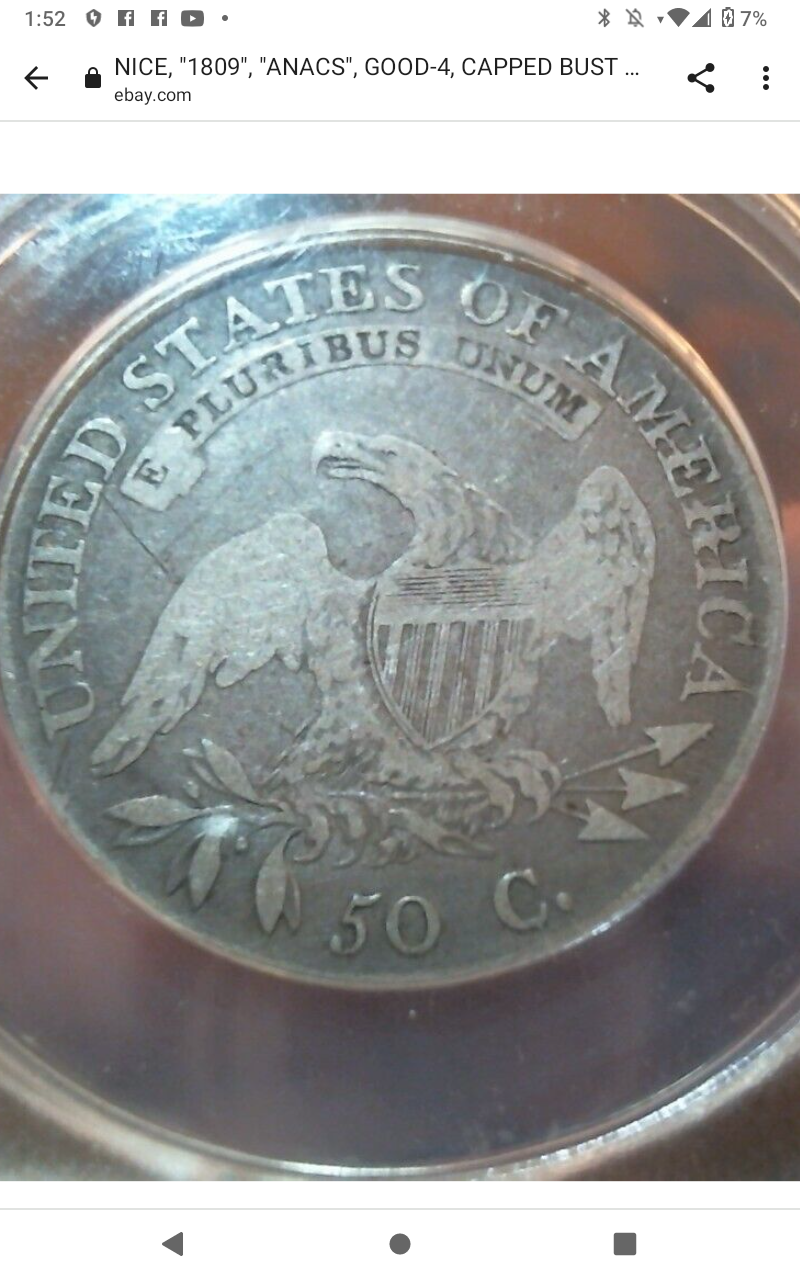 1:52
7%
NICE, "1809", "ANACS", GOOD-4, CAPPED BUST ...
ebay.com
UNITED STATES OF AMERICA
E PLURIBUS UNUM
50 C.